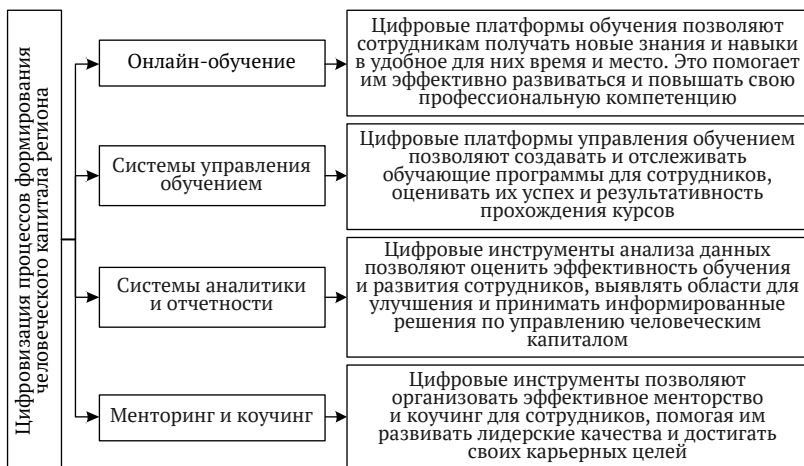 Цифровизация процессов формирования
человеческого капитала региона
Онлайн-обучение
Цифровые платформы обучения позволяют
сотрудникам получать новые знания и навыки
в удобное для них время и место. Это помогает
им эффективно развиваться и повышать свою
профессиональную компетенцию
Системы управления
обучением
Цифровые платформы управления обучением
позволяют создавать и отслеживать
обучающие программы для сотрудников,
оценивать их успех и результативность
прохождения курсов
Системы аналитики
и отчетности
Цифровые инструменты анализа данных
позволяют оценить эффективность обучения
и развития сотрудников, выявлять области для
улучшения и принимать информированные
решения по управлению человеческим
капиталом
Менторинг и коучинг
Цифровые инструменты позволяют
организовать эффективное менторство
и коучинг для сотрудников, помогая им
развивать лидерские качества и достигать
своих карьерных целей